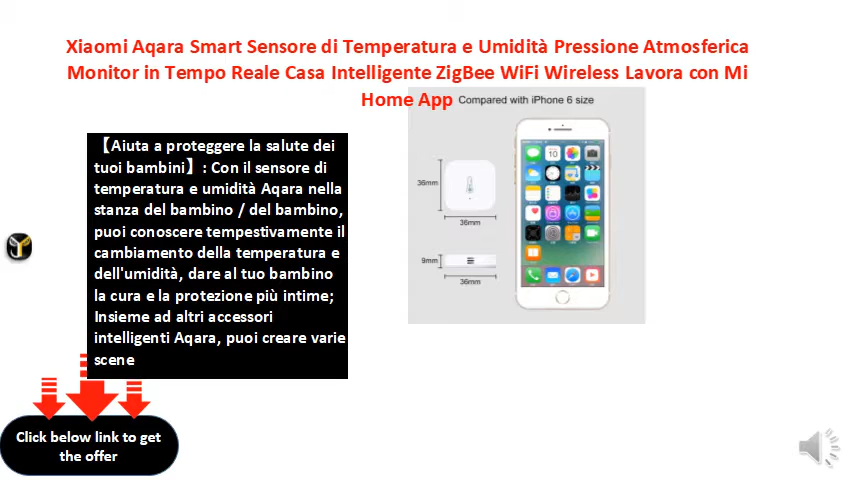 Xiaomi Aqara Smart Sensore di Temperatura e Umidità Pressione Atmosferica
Monitor in Tempo Reale Casa Intelligente ZigBee WiFi Wireless Lavora con Mi
Home App
Compared with iPhone 6 size
【Aiuta a proteggere la salute dei
tuoi bambini】: Con il sensore di
temperatura e umidità Aqara nella
stanza del bambino / del bambino,
puoi conoscere tempestivamente il
cambiamento della temperatura e
dell'umidità, dare al tuo bambino
la cura e la protezione più intime;
Insieme ad altri accessori
intelligenti Aqara, puoi creare varie
scene
36mm
36mm
9mm
36mm
10
Click below link to get
the offer